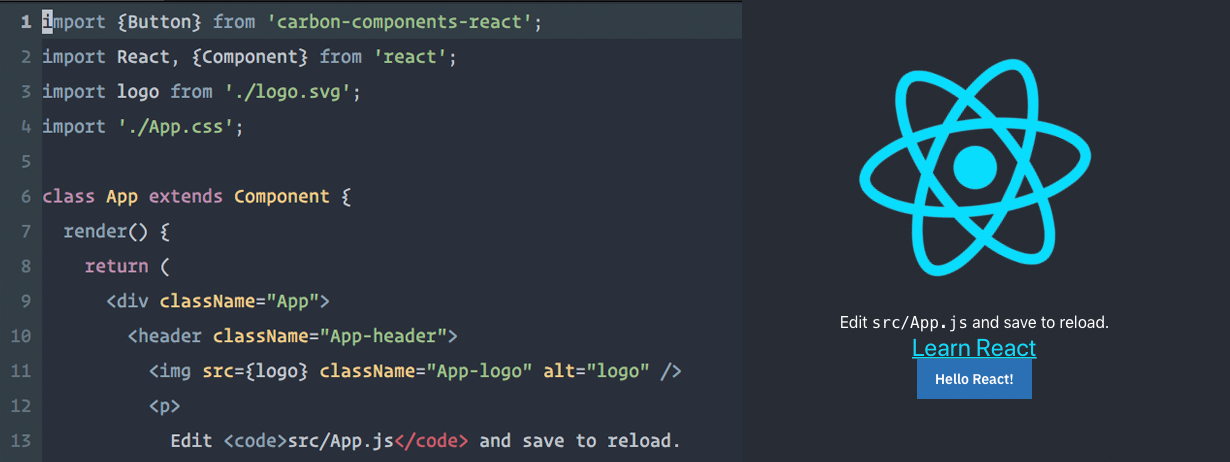 1 import {Button} from 'carbon-components-react';
2 import React, {Component} from 'react';
3 import logo from './logo.svg';
4 import './App.css';
5
6 class App extends Component {
7   render() {
8     return (
9       <div className="App">
10         <header className="App-header">
11           <img src={logo} className="App-logo" alt="logo" />
12           <p>
13             Edit <code>src/App.js</code> and save to reload.
Edit src/App.js and save to reload.
Learn React
Hello React!